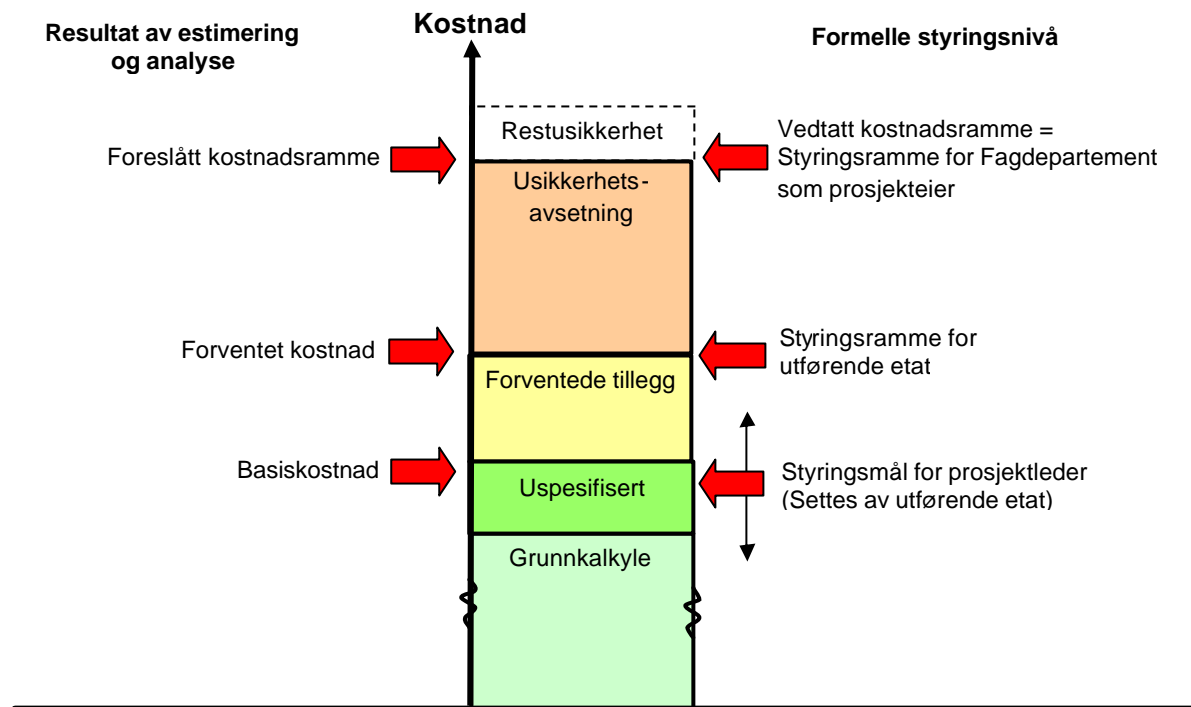 Resultat av estimering
og analyse
Kostnad
Formelle styringsnivå
Restusikkerhet
Foreslått kostnadsramme
Vedtatt kostnadsramme =
Styringsramme for Fagdepartement
som prosjekteier
Usikkerhets-
avsetning
Forventet kostnad
Styringsramme for
utførende etat
Forventede tillegg
Basiskostnad
Uspesifisert
Styringsmål for prosjektleder
(Settes av utførende etat)
Grunnkalkyle